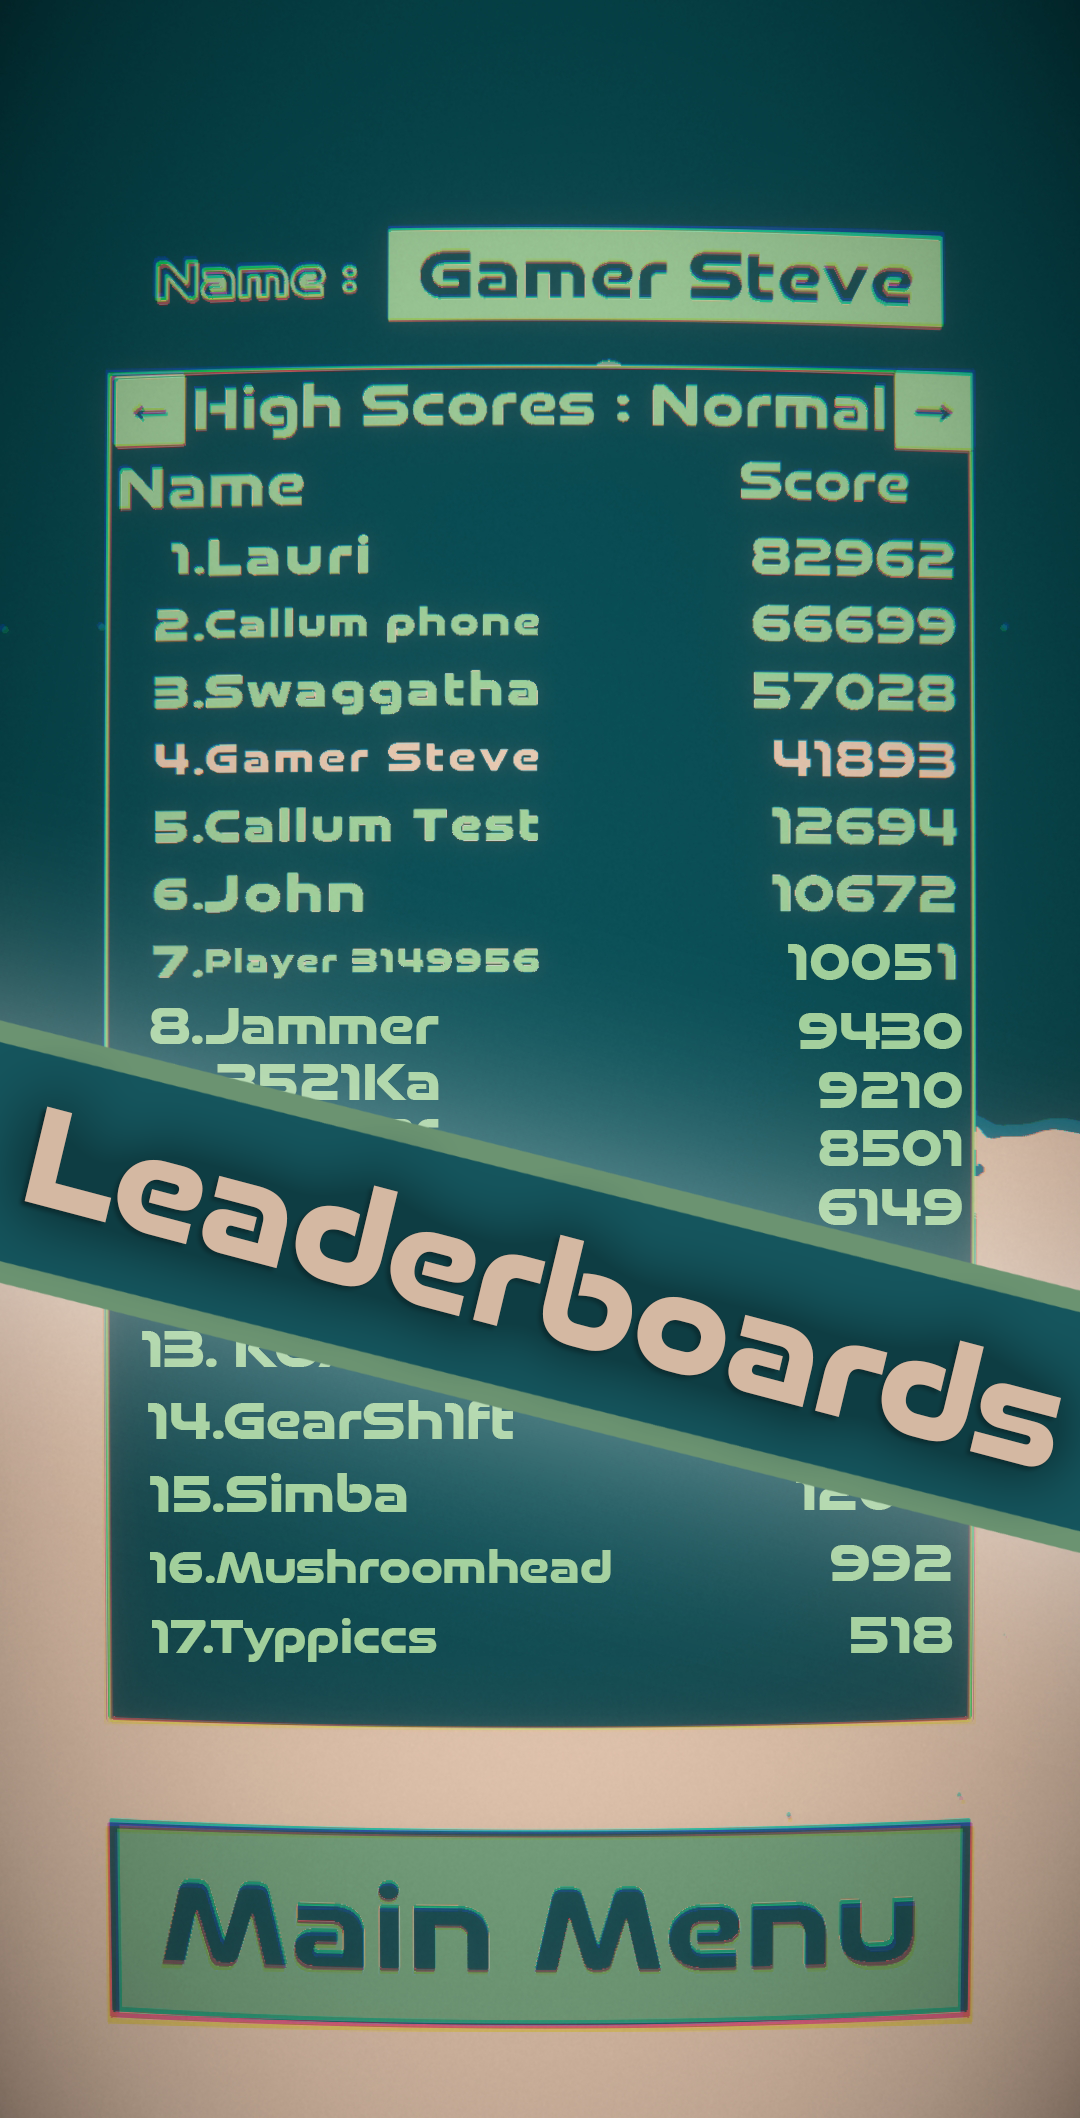 Name : Gamer Steve
← High Scores : Normal →
Name Score
1.Lauri 82962
2.Callum phone 66699
3.Swaggatha 57028
4.Gamer Steve 41893
5.Callum Test 12694
6.John 10672
7.Player 3149956 10051
8.Jammer 9430
9210
8501
6149
Leaderboards
13.
14.GearSh1ft
15.Simba
16.Mushroomhead 992
17.Typpiccs 518
Main Menu